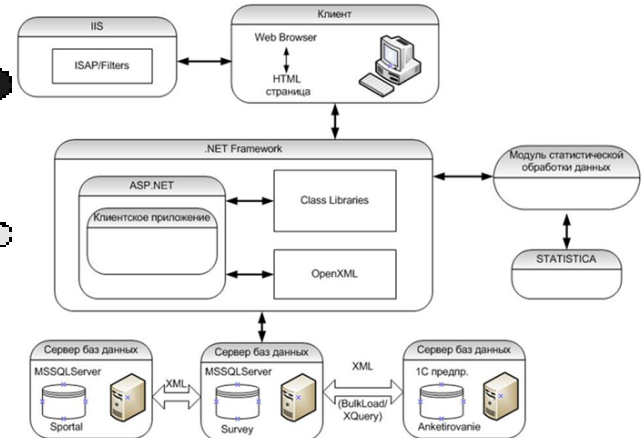 IIS
ISAP/Filters
Клиент
Web Browser
HTML
страница
.NET Framework
ASP.NET
Клиентское приложение
Class Libraries
OpenXML
Модуль статистической
обработки данных
STATISTICA
Сервер баз данных
MSSQLServer
Sportal
XML
Сервер баз данных
MSSQLServer
Survey
XML
(BulkLoad/
XQuery)
Сервер баз данных
1С предпр.
Anketirovanie